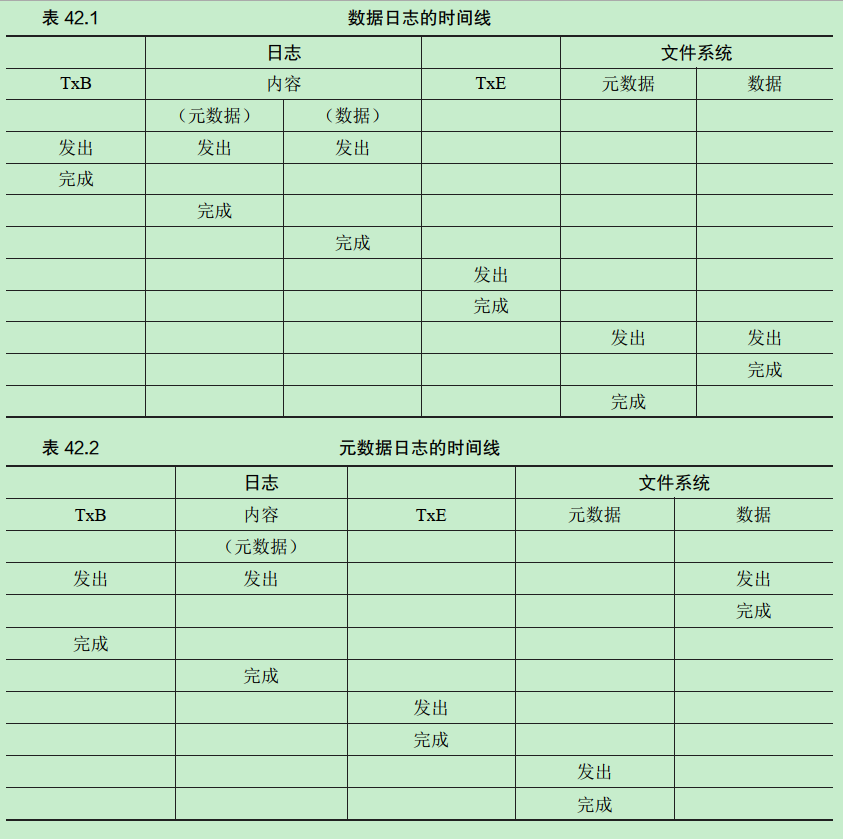 表 42.1 数据日志的时间线
日志 文件系统
TxB 内容 TxE 元数据 数据
（元数据） （数据）
发出 发出 发出
完成
完成
完成
发出
完成
发出 发出
完成
完成
表 42.2 元数据日志的时间线
日志 文件系统
TxB 内容 TxE 元数据 数据
（元数据）
发出 发出 发出
完成
完成
完成
发出
完成
发出
完成